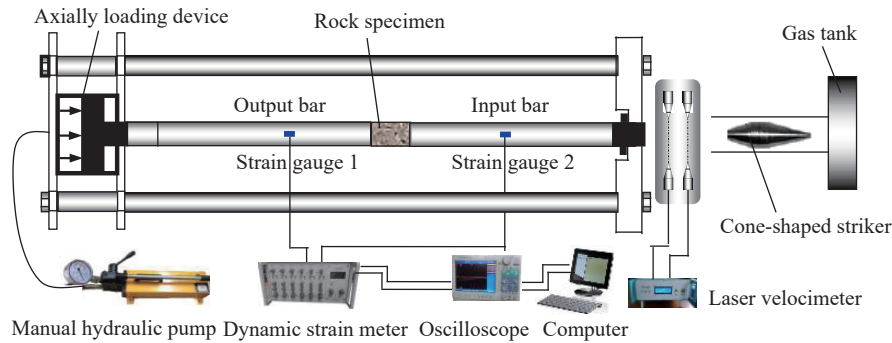 Axially loading device
Rock specimen
Gas tank
Output bar
Input bar
Strain gauge 1
Strain gauge 2
Cone-shaped striker
Laser velocimeter
Manual hydraulic pump
Dynamic strain meter
Oscilloscope
Computer